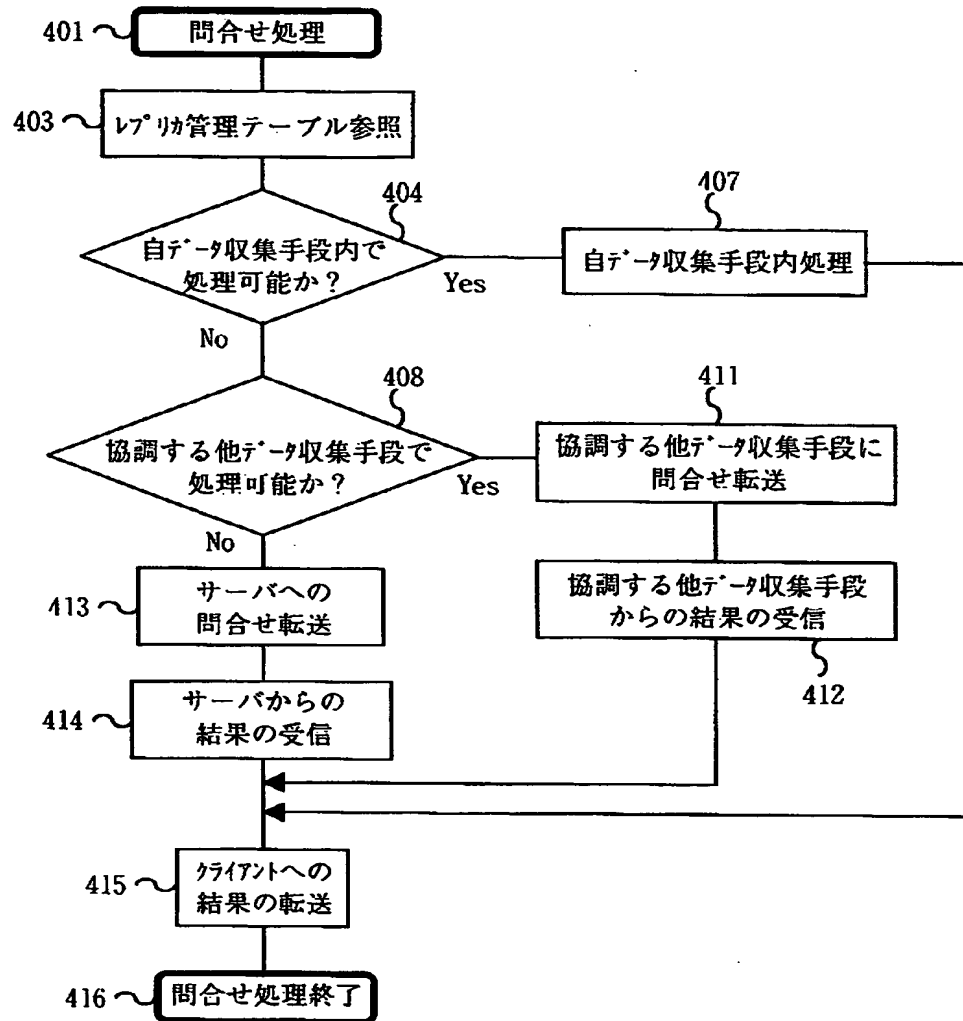 401
問合せ処理
403
レプリカ管理テーブル参照
404
自データ収集手段内で
処理可能か?
Yes
No
407
自データ収集手段内処理
408
協調する他データ収集手段で
処理可能か?
Yes
No
411
協調する他データ収集手段に
問合せ転送
協調する他データ収集手段
からの結果の受信
412
413
サーバへの
問合せ転送
414
サーバからの
結果の受信
415
クライアントへの
結果の転送
416
問合せ処理終了